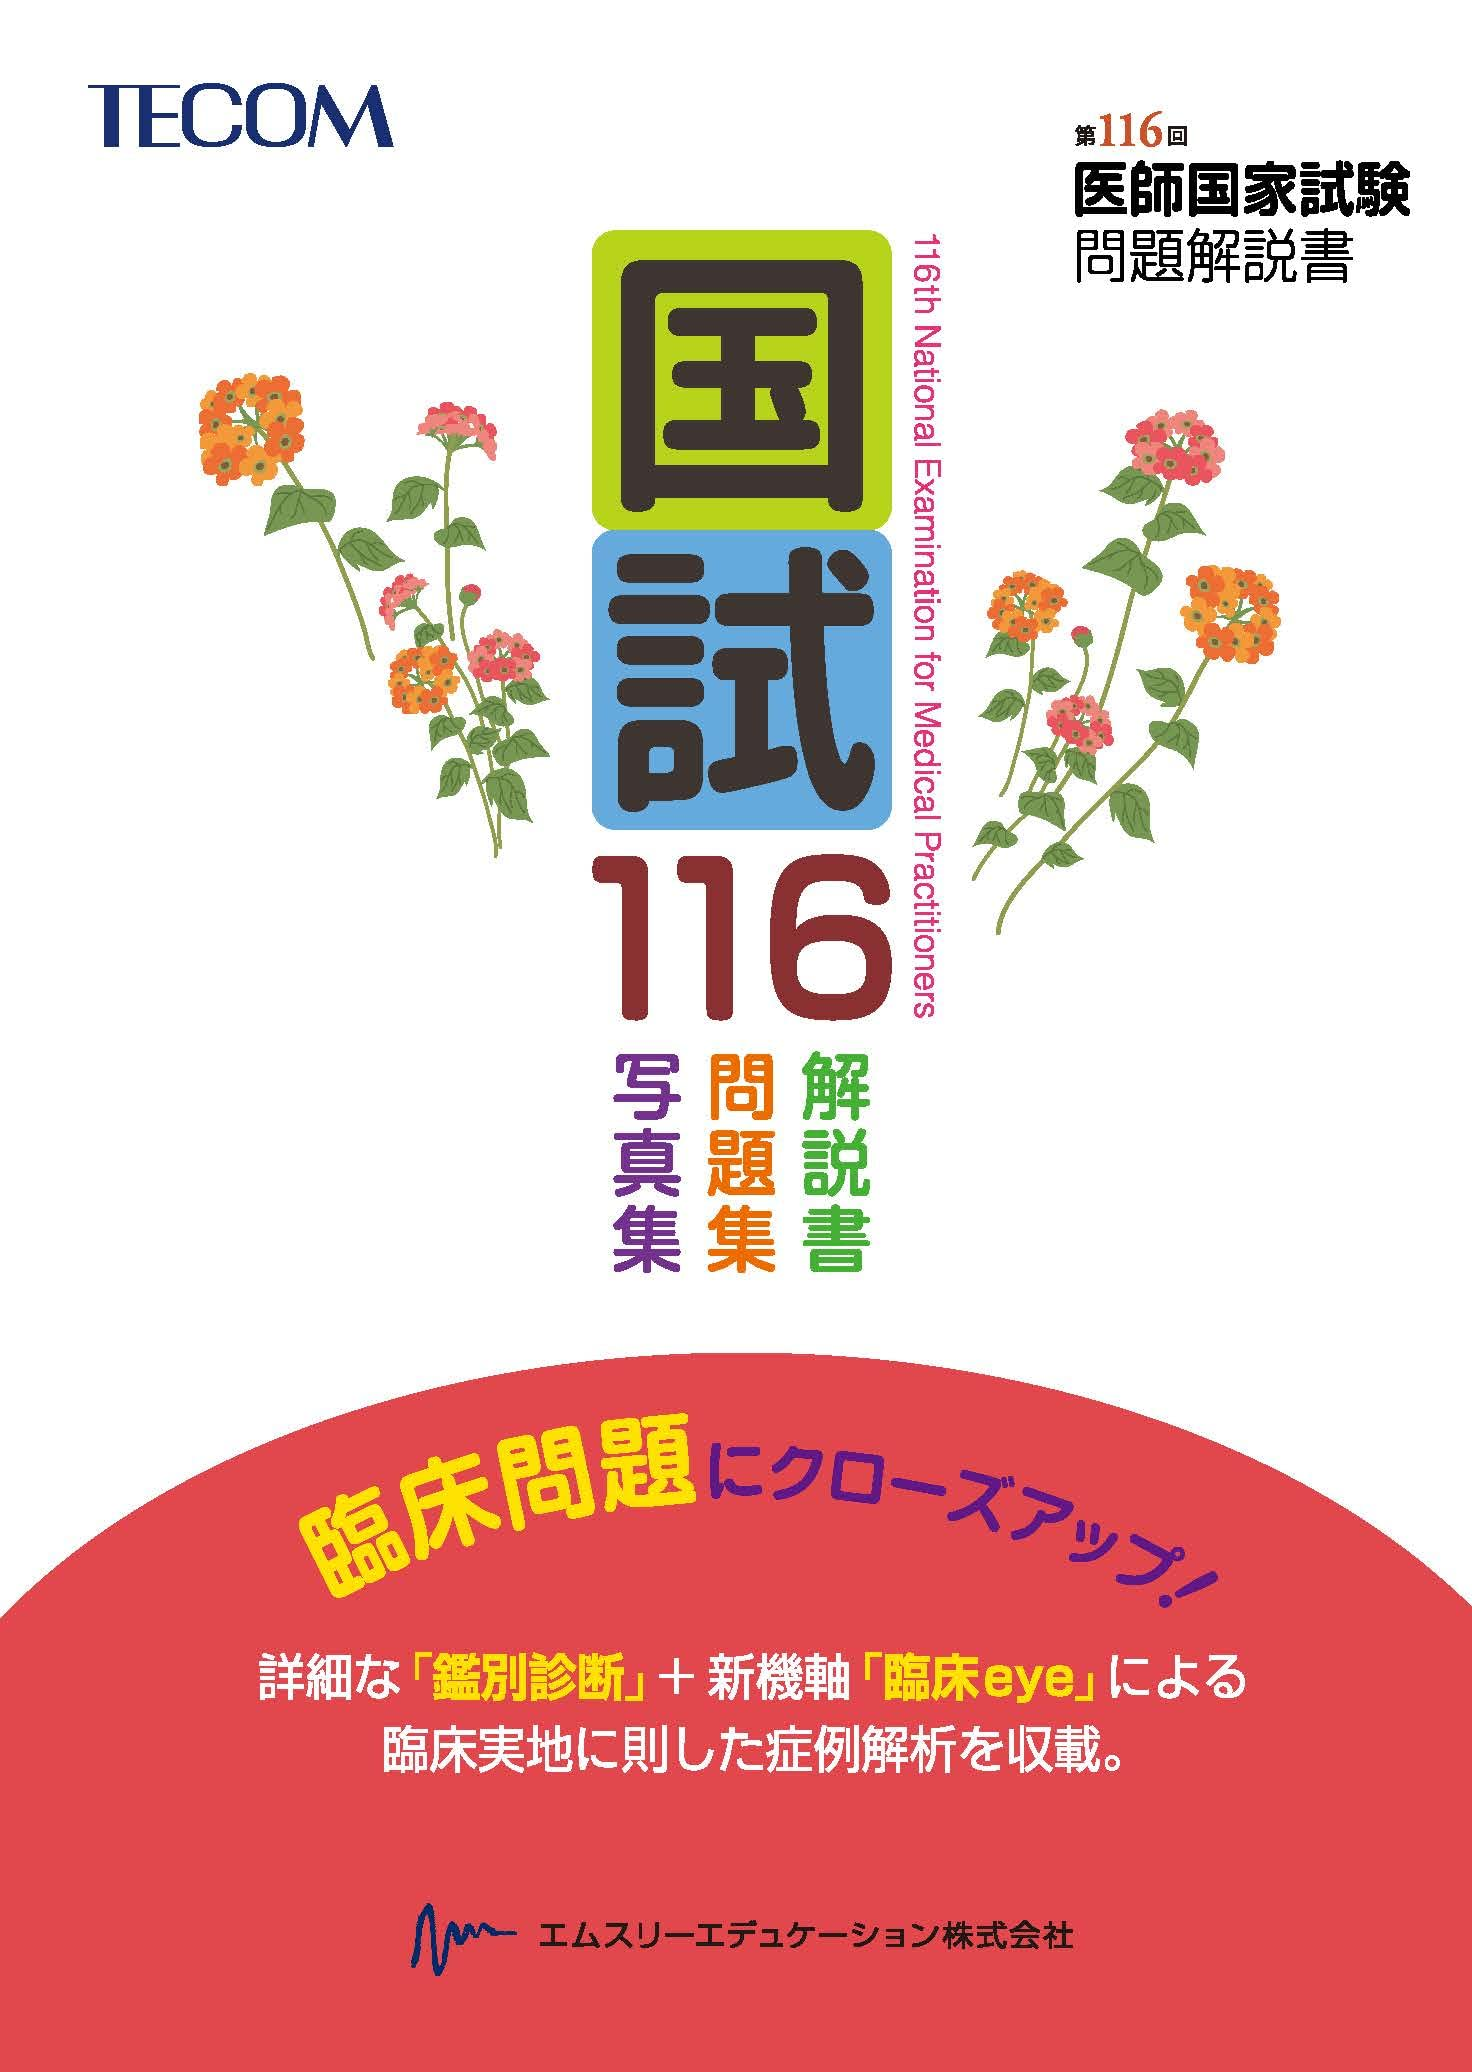 TECOM
第116回
医師国家試験
問題解説書
国試
116
116th National Examination for Medical Practitioners
解説書
問題集
写真集
臨床問題にクローズアップ!
詳細な「鑑別診断」+ 新機軸「臨床eye」による
臨床実地に則した症例解析を収載。
エムスリーエデュケーション株式会社